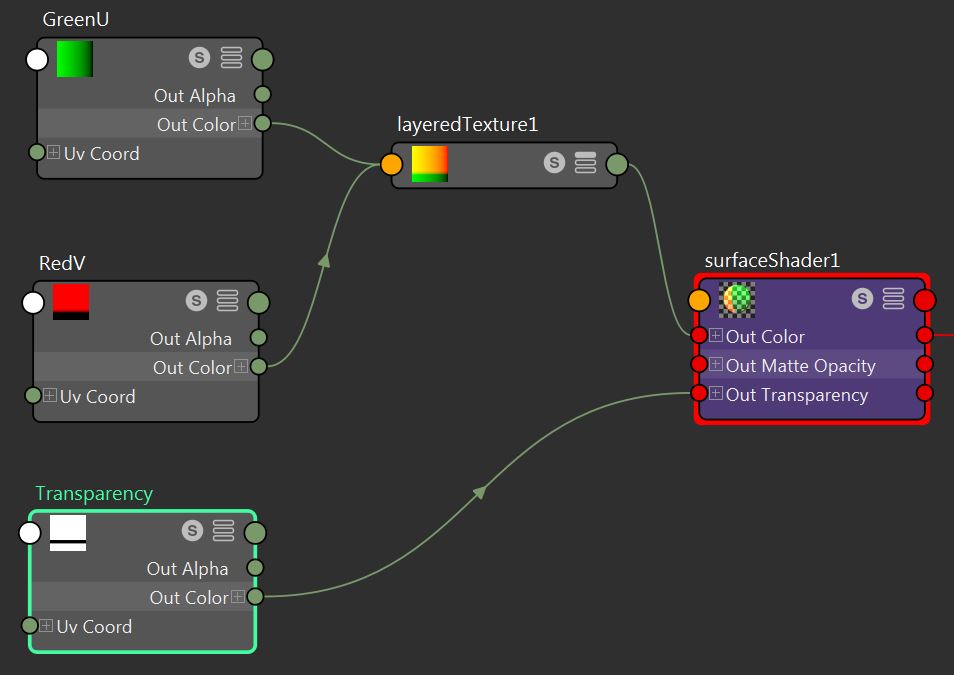 GreenU
S
Out Alpha
Out Color
Uv Coord
layeredTexture1
S
RedV
S
Out Alpha
Out Color
Uv Coord
surfaceShader1
S
Out Color
Out Matte Opacity
Out Transparency
Transparency
S
Out Alpha
Out Color
Uv Coord